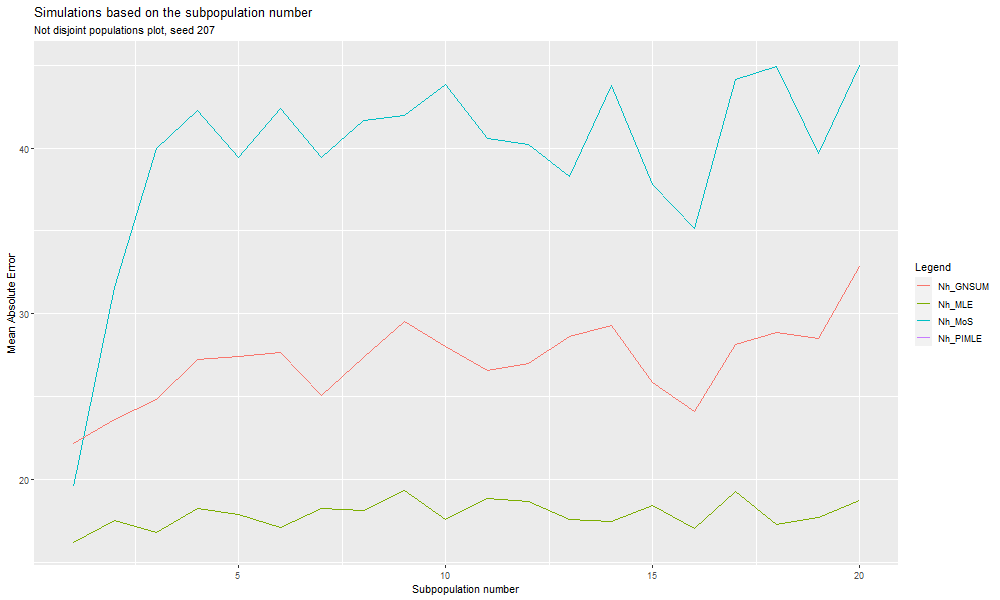 Simulations based on the subpopulation number
Not disjoint populations plot, seed 207
Mean Absolute Error
40
30
20
5
10
15
20
Subpopulation number
Legend
Nh_GNSUM
Nh_MLE
Nh_MoS
Nh_PIMLE